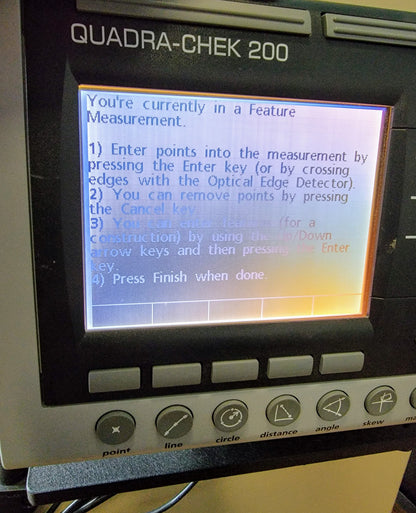 QUADRA-CHEK 200
You're currently in a Feature
Measurement.
1) Enter points into the measurement by
pressing the Enter key (or by crossing
edges with the Optical Edge Detector).
2) You can remove points by pressing
the Cancel key.
3) You can (for a
construction) by using the Up/Down
arrow keys and then pressing the Enter
key.
4) Press Finish when done.
point line circle distance angle skew